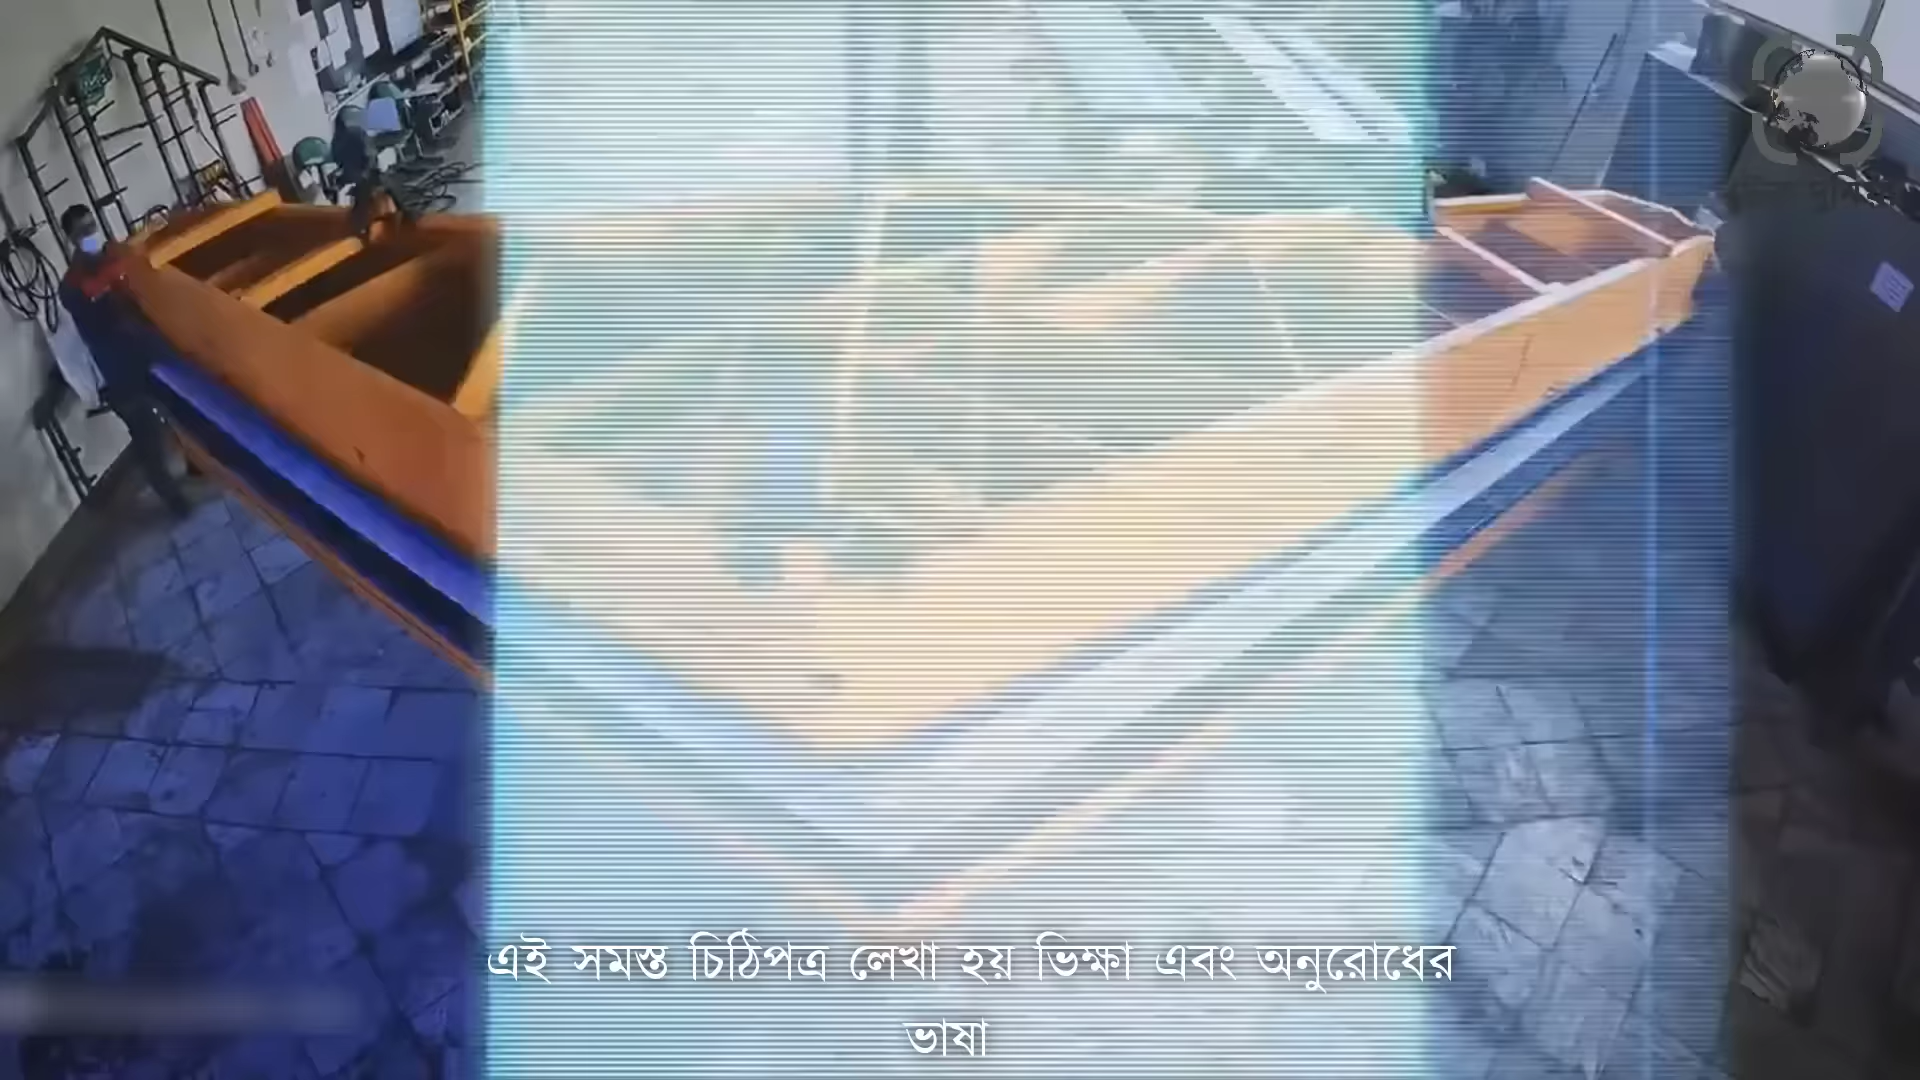 এই সমস্ত চিঠিপত্র লেখা হয় ভিক্ষা এবং অনুরোধের
ভাষা